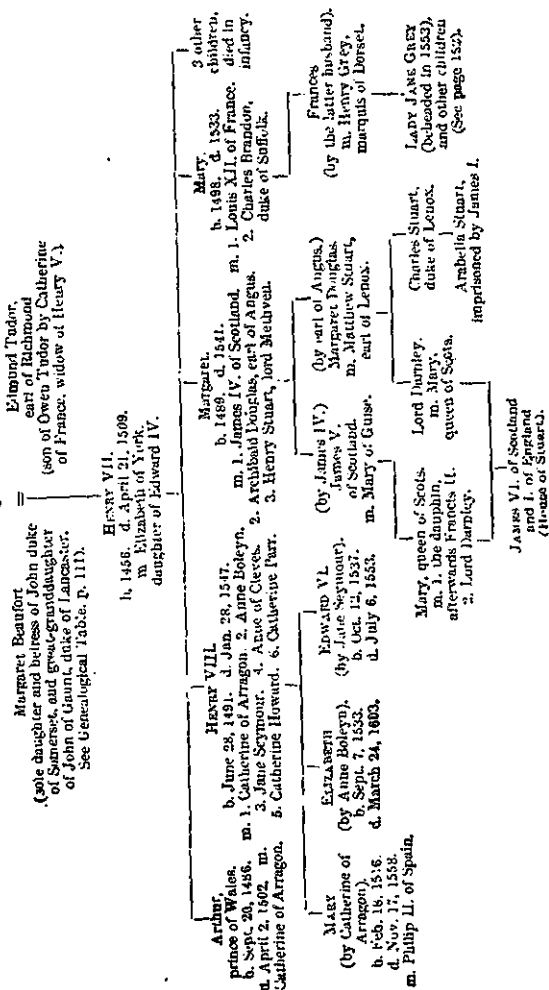 Margaret Beaufort
(sole daughter and heiress of John duke
of Somerset, and great-granddaughter
of John of Gaunt, duke of Lancaster.
See Genealogical Table. p. 111).
Edmund Tudor,
earl of Richmond
(son of Owen Tudor by Catherine
of France, widow of Henry V.)
HENRY VII.
b. 1456. d. April 21, 1509.
m. Elizabeth of York,
daughter of Edward IV.
Arthur,
prince of Wales.
b. Sept. 20, 1486.
d. April 2, 1502. m.
Catherine of Arragon.
HENRY VIII.
b. June 28, 1491. d. Jan. 28, 1547.
m. 1. Catherine of Arragon. 2. Anne Boleyn.
3. Jane Seymour. 4. Anne of Cleves.
5. Catherine Howard. 6. Catherine Parr.
Margaret.
b. 1489. d. 1541.
m. 1. James IV. of Scotland.
2. Archibald Douglas, earl of Angus.
3. Henry Stuart, lord Methven.
Mary.
b. 1498. d. 1533.
m. 1. Louis XII. of France.
2. Charles Brandon,
duke of Suffolk.
3 other
children,
died in
infancy.
MARY
(by Catherine of
Arragon).
b. Feb. 18, 1516.
d. Nov. 17, 1558.
m. Philip II. of Spain.
ELIZABETH
(by Anne Boleyn).
b. Sept. 7, 1533.
d. March 24, 1603.
EDWARD VI.
(by Jane Seymour).
b. Oct. 12, 1537.
d. July 6, 1553.
(by James IV.)
James V.
of Scotland.
m. Mary of Guise.
(by earl of Angus.)
Margaret Douglas.
m. Matthew Stuart,
earl of Lenox.
Frances
(by the latter husband).
m. Henry Grey,
marquis of Dorset.
Mary, queen of Scots.
m. 1. the dauphin,
afterwards Francis II.
2. Lord Darnley.
Lord Darnley.
m. Mary,
queen of Scots.
Charles Stuart,
duke of Lenox.
LADY JANE GREY
(beheaded in 1553),
and other children
(See page 152).
Arabella Stuart,
imprisoned by James I.
JAMES VI. of Scotland
and I. of England
(House of Stuart).